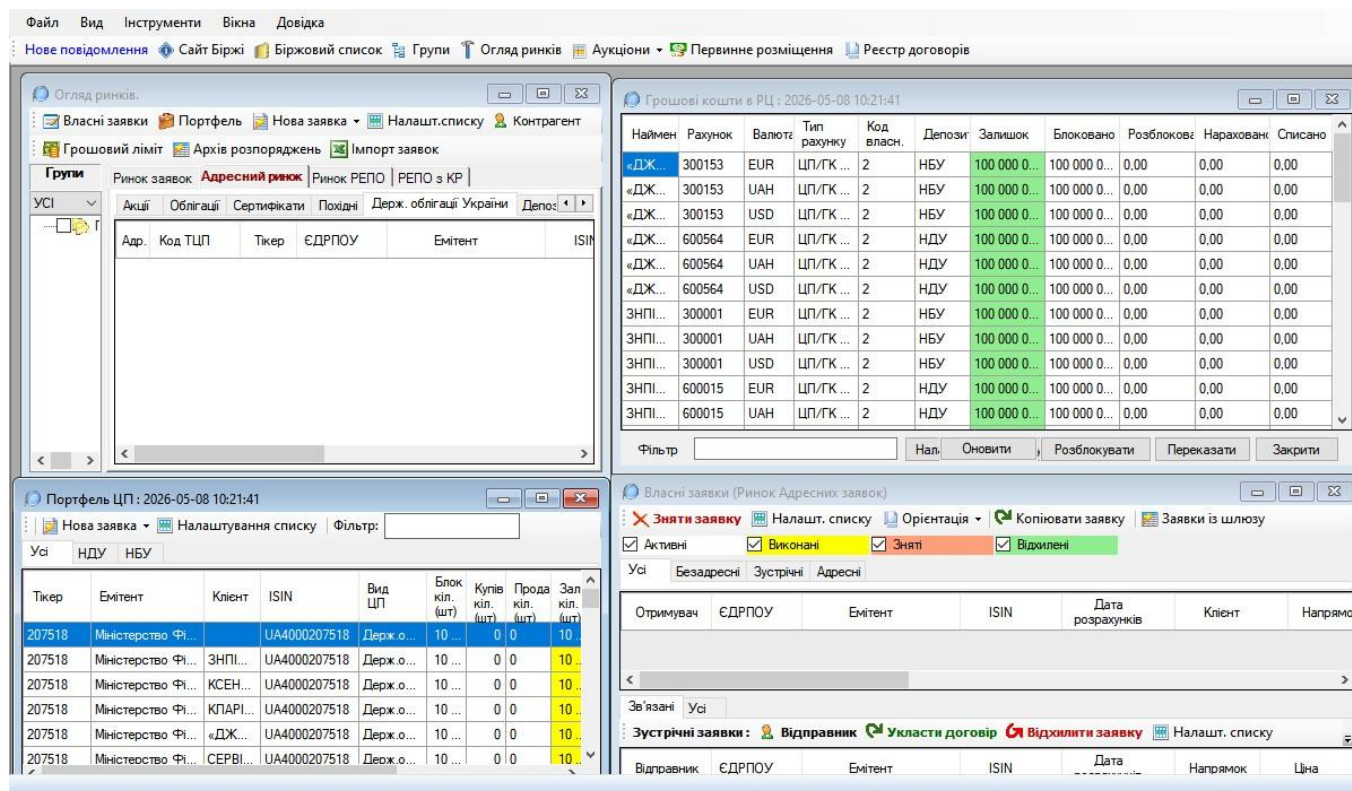 Файл Вид Інструменти Вікна Довідка
Нове повідомлення Сайт Біржі Біржовий список Групи Огляд ринків Аукціони Первинне розміщення Реєстр договорів
Огляд ринків.
Власні заявки Портфель Нова заявка Налашт.списку Контрагент
Грошовий ліміт Архів розпоряджень Імпорт заявок
Групи
УСІ
Ринок заявок Адресний ринок Ринок РЕПО РЕПО з КР
Акції Облігації Сертифікати Похідні Держ. облігації України
Адр. Код ТЦП Тікер ЄДРПОУ Емітент ISIN
Грошові кошти в РЦ : 2026-05-08 10:21:41
Наймен Рахунок Валюта Тип рахунку Код власн. Депозит Залишок Блоковано Розблокова Нараховано Списано
«ДЖ... 300153 EUR ЦП/ГК ... 2 НБУ 100 000 0... 100 000 0... 0,00 0,00 0,00
«ДЖ... 300153 UAH ЦП/ГК ... 2 НБУ 100 000 0... 100 000 0... 0,00 0,00 0,00
«ДЖ... 300153 USD ЦП/ГК ... 2 НБУ 100 000 0... 100 000 0... 0,00 0,00 0,00
«ДЖ... 600564 EUR ЦП/ГК ... 2 НДУ 100 000 0... 100 000 0... 0,00 0,00 0,00
«ДЖ... 600564 UAH ЦП/ГК ... 2 НДУ 100 000 0... 100 000 0... 0,00 0,00 0,00
«ДЖ... 600564 USD ЦП/ГК ... 2 НДУ 100 000 0... 100 000 0... 0,00 0,00 0,00
ЗНПІ... 300001 EUR ЦП/ГК ... 2 НБУ 100 000 0... 100 000 0... 0,00 0,00 0,00
ЗНПІ... 300001 UAH ЦП/ГК ... 2 НБУ 100 000 0... 100 000 0... 0,00 0,00 0,00
ЗНПІ... 300001 USD ЦП/ГК ... 2 НБУ 100 000 0... 100 000 0... 0,00 0,00 0,00
ЗНПІ... 600015 EUR ЦП/ГК ... 2 НДУ 100 000 0... 100 000 0... 0,00 0,00 0,00
ЗНПІ... 600015 UAH ЦП/ГК ... 2 НДУ 100 000 0... 100 000 0... 0,00 0,00 0,00
Фільтр Оновити Розблокувати Переказати Закрити
Портфель ЦП : 2026-05-08 10:21:41
Нова заявка Налаштування списку Фільтр:
Усі НДУ НБУ
Тікер Емітент Клієнт ISIN Вид ЦП Блок кіл. (шт) Купів кіл. (шт) Прода кіл. (шт) Зал кіл. (шт)
207518 Міністерство Фі... UA4000207518 Держ.о... 10 ... 0 0 10 ..
207518 Міністерство Фі... ЗНПІ... UA4000207518 Держ.о... 10 ... 0 0 10 ..
207518 Міністерство Фі... КСЕН... UA4000207518 Держ.о... 10 ... 0 0 10 ..
207518 Міністерство Фі... КПАРІ... UA4000207518 Держ.о... 10 ... 0 0 10 ..
207518 Міністерство Фі... «ДЖ... UA4000207518 Держ.о... 10 ... 0 0 10 ..
207518 Міністерство Фі... СЕРВІ... UA4000207518 Держ.о... 10 ... 0 0 10 ..
Власні заявки (Ринок Адресних заявок)
Зняти заявку Налашт. списку Орієнтація Копіювати заявку Заявки із шлюзу
Активні Виконані Зняті Відхилені
Усі Безадресні Зустрічні Адресні
Отримувач ЄДРПОУ Емітент ISIN Дата розрахунків Клієнт Напрямо
Зв'язані Усі
Зустрічні заявки : Відправник Укласти договір Відхилити заявку Налашт. списку
Відправник ЄДРПОУ Емітент ISIN Дата Напрямок Ціна